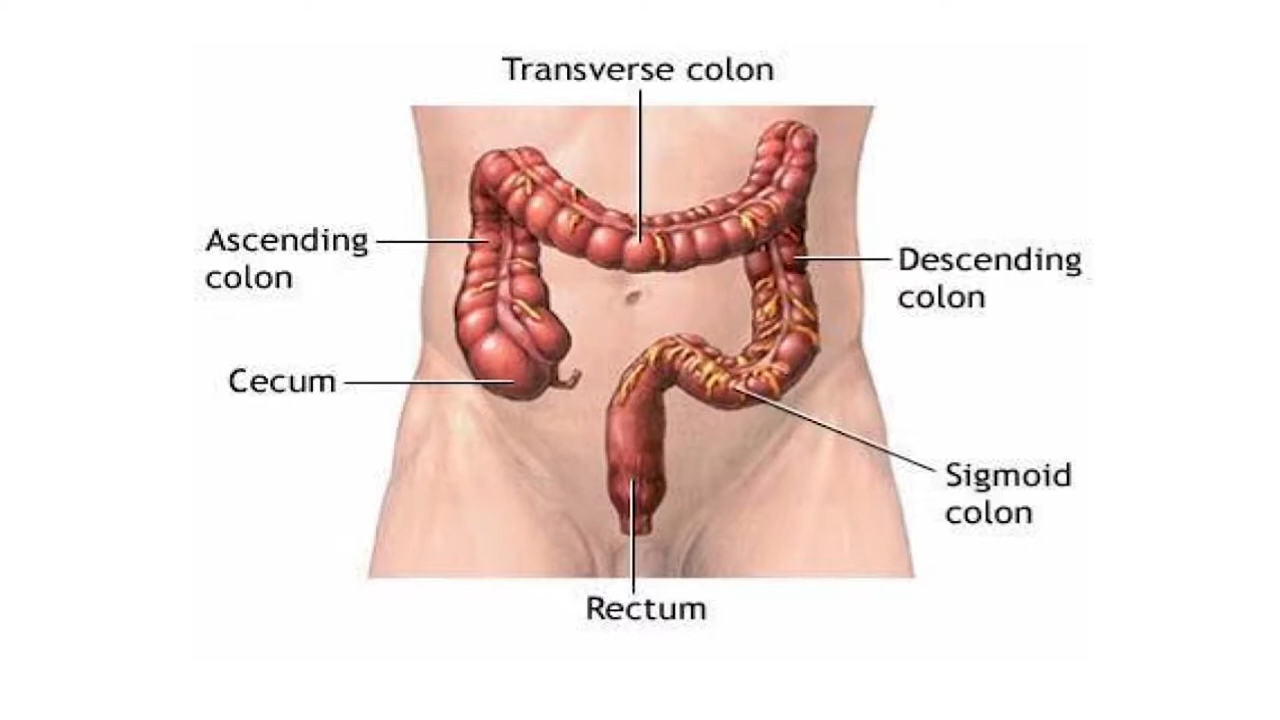 Transverse colon
Ascending
colon
Descending
colon
Cecum
Sigmoid
colon
Rectum